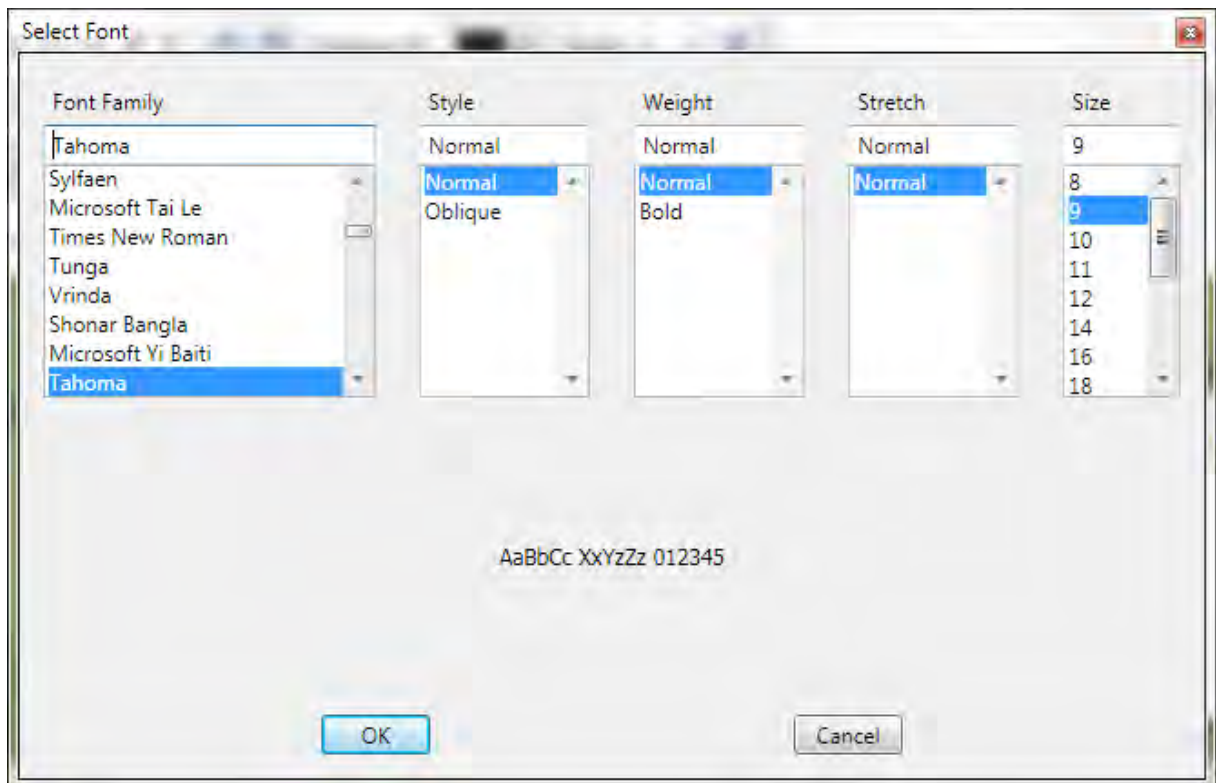 Select Font
Font Family Style Weight Stretch Size
Tahoma Normal Normal Normal 9
Sylfaen Normal Normal Normal 8
Microsoft Tai Le Oblique Bold 9
Times New Roman 10
Tunga 11
Vrinda 12
Shonar Bangla 14
Microsoft Yi Baiti 16
Tahoma 18
AaBbCc XxYzZz 012345
OK Cancel